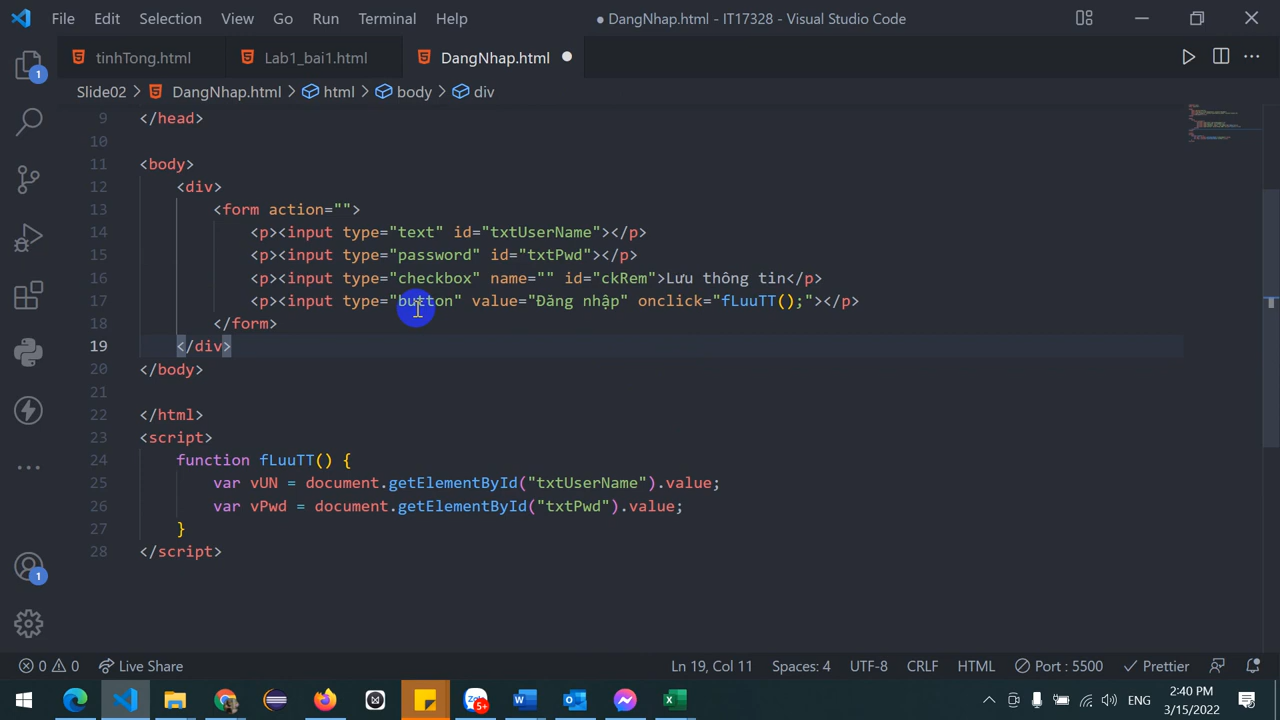 File Edit Selection View Go Run Terminal Help
● DangNhap.html - IT17328 - Visual Studio Code
tinhTong.html Lab1_bai1.html DangNhap.html
Slide02 > DangNhap.html > html > body > div
9 </head>
10
11 <body>
12 <div>
13 <form action="">
14 <p><input type="text" id="txtUserName"></p>
15 <p><input type="password" id="txtPwd"></p>
16 <p><input type="checkbox" name="" id="ckRem">Lưu thông tin</p>
17 <p><input type="button" value="Đăng nhập" onclick="fLuuTT();"></p>
18 </form>
19 </div>
20 </body>
21
22 </html>
23 <script>
24 function fLuuTT() {
25 var vUN = document.getElementById("txtUserName").value;
26 var vPwd = document.getElementById("txtPwd").value;
27 }
28 </script>
1
1
0 0 Live Share
Ln 19, Col 11 Spaces: 4 UTF-8 CRLF HTML Port : 5500 Prettier
5+
ENG
2:40 PM
3/15/2022